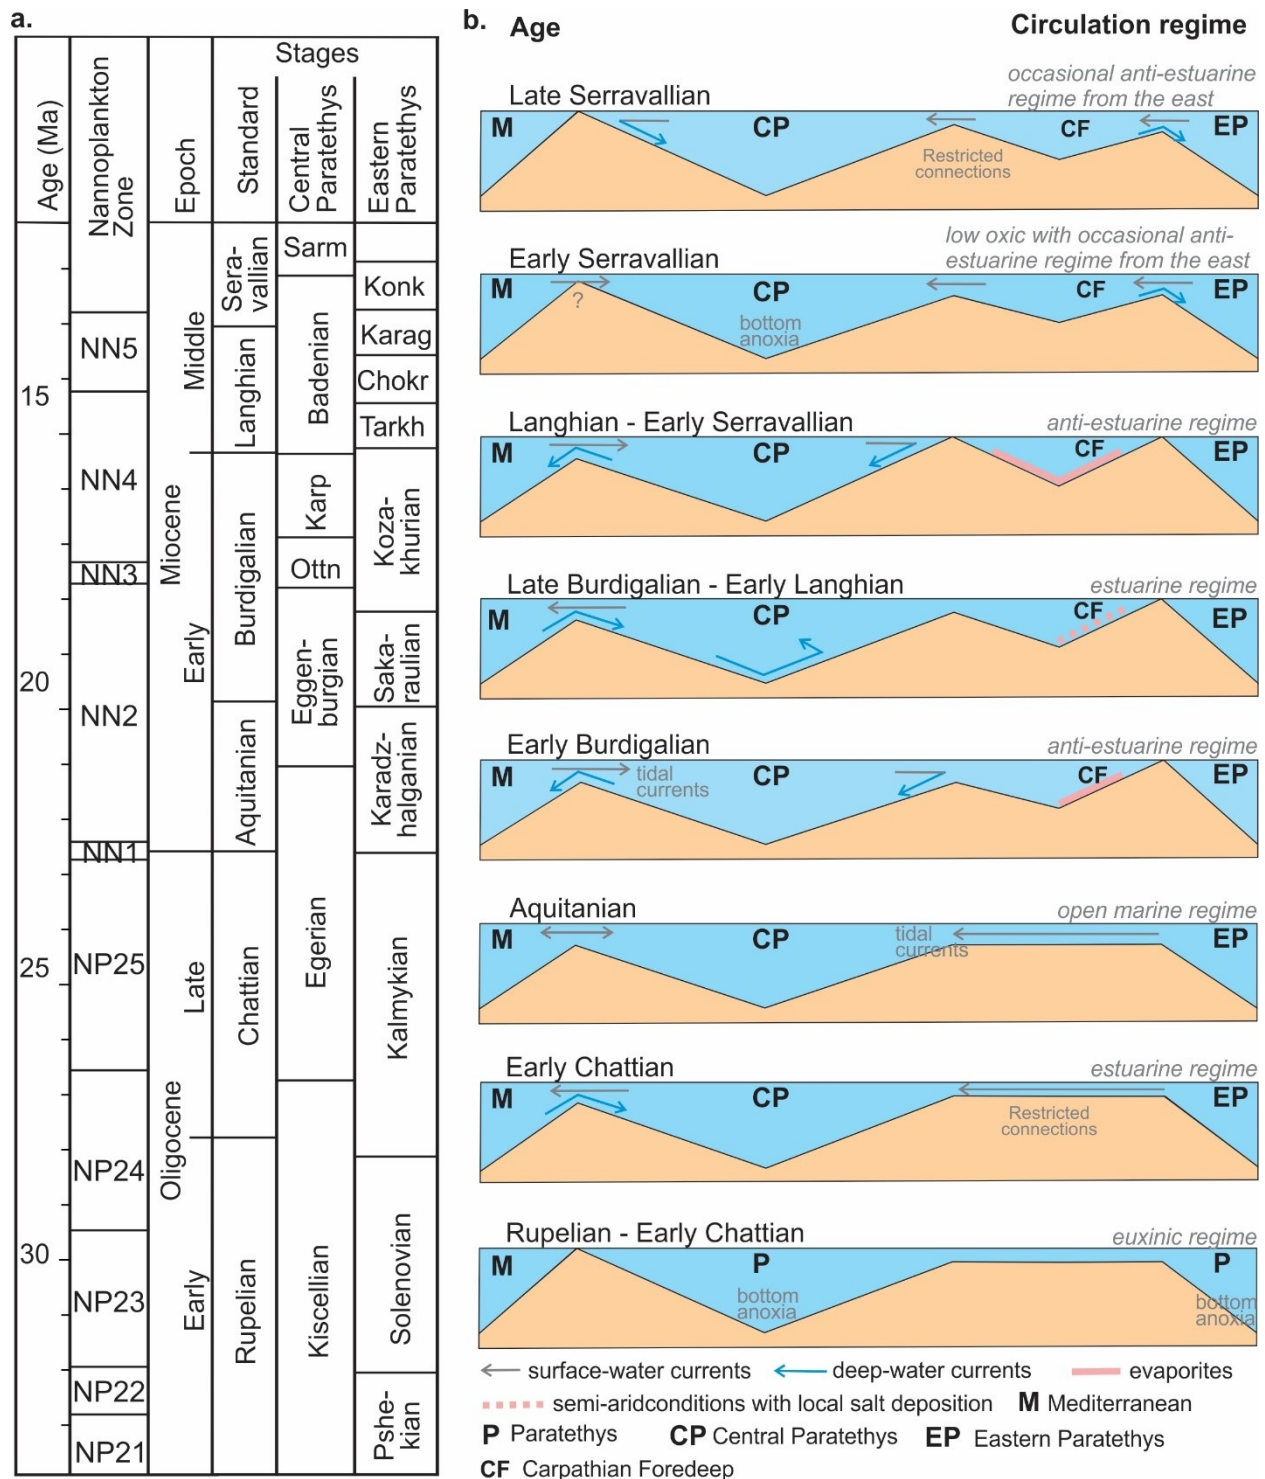 a.
Stages
Age (Ma)
Nannoplankton
Zone
Epoch
Standard
Central
Paratethys
Eastern
Paratethys
15
20
25
30
NN5
NN4
NN3
NN2
NN1
NP25
NP24
NP23
NP22
NP21
Middle
Miocene
Early
Late
Oligocene
Early
Sera-
vallian
Langhian
Burdigalian
Aquitanian
Chattian
Rupelian
Sarm
Badenian
Karp
Ottn
Eggen-
burgian
Egerian
Kiscellian
Konk
Karag
Chokr
Tarkh
Koza-
khurian
Saka-
raulian
Karadz-
halganian
Kalmykian
Solenovian
Pshe-
kian
b. Age Circulation regime
Late Serravallian
occasional anti-estuarine
regime from the east
M CP CF EP
Restricted
connections
Early Serravallian
low oxic with occasional anti-
estuarine regime from the east
M CP CF EP
?
bottom
anoxia
Langhian - Early Serravallian anti-estuarine regime
M CP CF EP
Late Burdigalian - Early Langhian estuarine regime
M CP CF EP
Early Burdigalian anti-estuarine regime
M CP CF EP
tidal
currents
Aquitanian open marine regime
M CP EP
tidal
currents
Early Chattian estuarine regime
M CP EP
Restricted
connections
Rupelian - Early Chattian euxinic regime
M P P
bottom
anoxia
bottom
anoxia
surface-water currents deep-water currents evaporites
semi-aridconditions with local salt deposition M Mediterranean
P Paratethys CP Central Paratethys EP Eastern Paratethys
CF Carpathian Foredeep